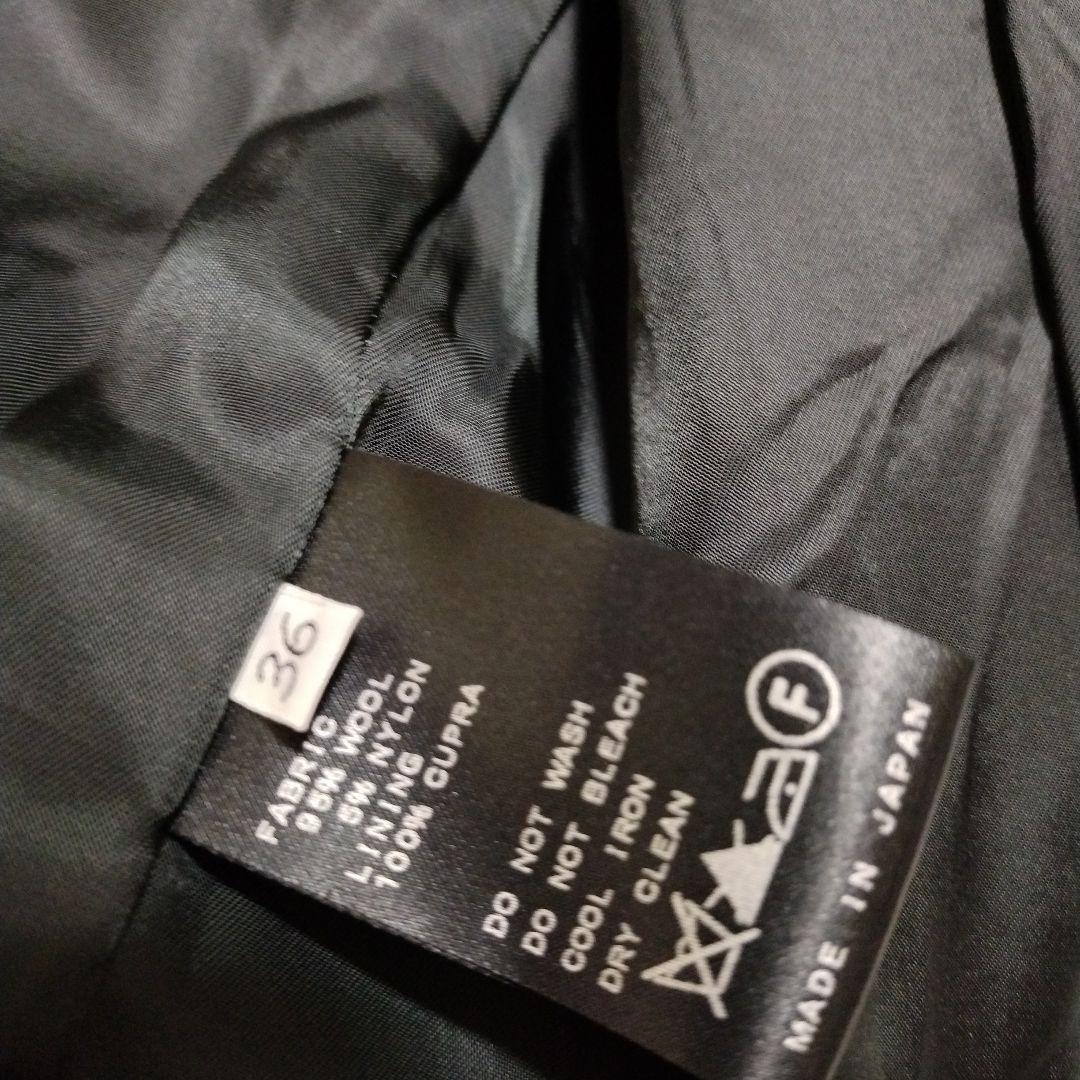 36
FABRIC
95% WOOL
5% NYLON
LINING
100% CUPRA
DO NOT WASH
DO NOT BLEACH
COOL IRON
DRY CLEAN
F
MADE IN JAPAN